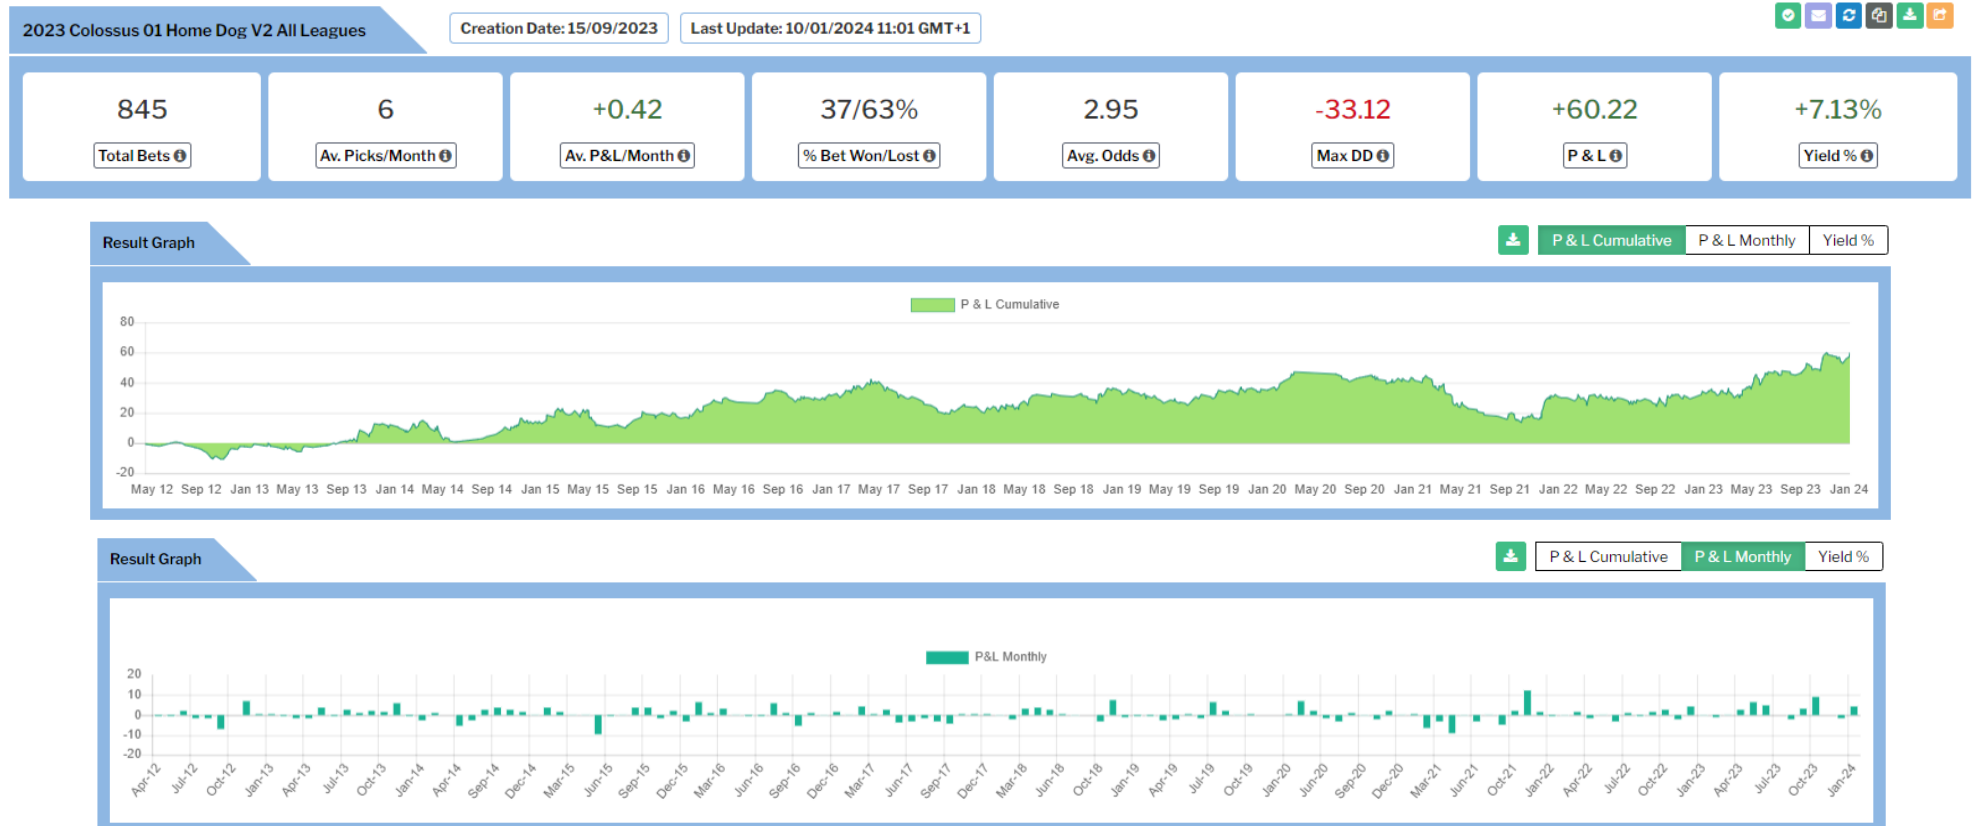 2023 Colossus 01 Home Dog V2 All Leagues
Creation Date: 15/09/2023
Last Update: 10/01/2024 11:01 GMT+1
845
6
+0.42
37/63%
2.95
-33.12
+60.22
+7.13%
Total Bets
Av. Picks/Month
Av. P&L/Month
% Bet Won/Lost
Avg. Odds
Max DD
P & L
Yield %
Result Graph
P & L Cumulative
P & L Monthly
Yield %
P & L Cumulative
80
60
40
20
0
-20
May 12 Sep 12 Jan 13 May 13 Sep 13 Jan 14 May 14 Sep 14 Jan 15 May 15 Sep 15 Jan 16 May 16 Sep 16 Jan 17 May 17 Sep 17 Jan 18 May 18 Sep 18 Jan 19 May 19 Sep 19 Jan 20 May 20 Sep 20 Jan 21 May 21 Sep 21 Jan 22 May 22 Sep 22 Jan 23 May 23 Sep 23 Jan 24
Result Graph
P & L Cumulative
P & L Monthly
Yield %
P&L Monthly
20
10
0
-10
-20
Apr-12 Jul-12 Oct-12 Jan-13 Apr-13 Jul-13 Oct-13 Jan-14 Apr-14 Sep-14 Dec-14 Mar-15 Jun-15 Sep-15 Dec-15 Mar-16 Jun-16 Sep-16 Dec-16 Mar-17 Jun-17 Sep-17 Dec-17 Mar-18 Jun-18 Oct-18 Jan-19 Apr-19 Jul-19 Oct-19 Jan-20 Jun-20 Sep-20 Dec-20 Mar-21 Jun-21 Oct-21 Jan-22 Apr-22 Jul-22 Oct-22 Jan-23 Apr-23 Jul-23 Oct-23 Jan-24